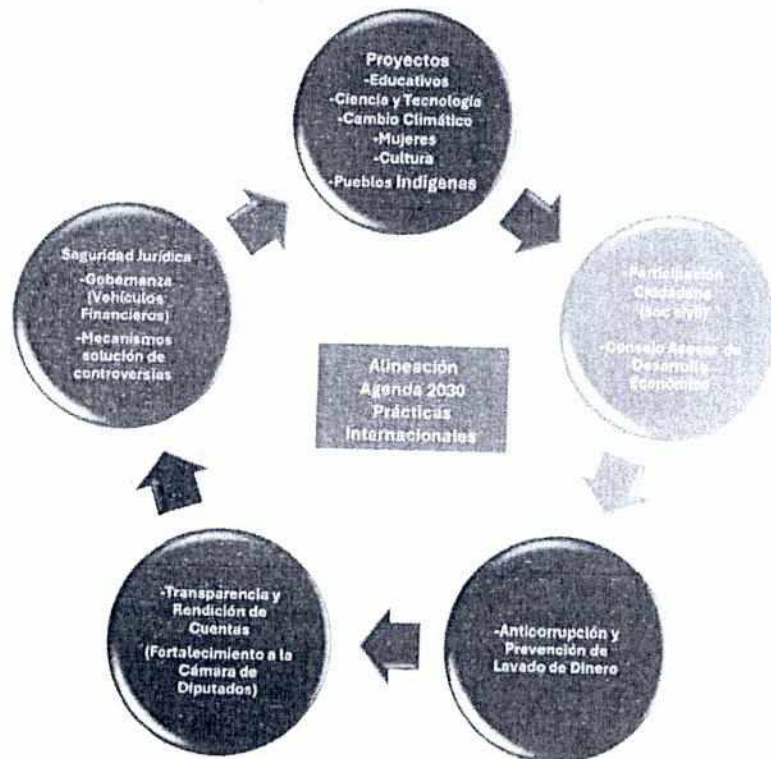 Proyectos
-Educativos
-Ciencia y Tecnología
-Cambio Climático
-Mujeres
-Cultura
-Pueblos Indígenas
-Participación
Ciudadana
(soc sivil)
-Consejo Asesor de
Desarrollo
Económico
-Anticorrupción y
Prevención de
Lavado de Dinero
-Transparencia y
Rendición de
Cuentas
(Fortalecimiento a la
Cámara de
Diputados)
Saguridad Jurídica
-Gobernanza
(Vehículos
Financieros)
-Mecanismos
solución de
controversias
Alineación
Agenda 2030
Prácticas
Internacionales